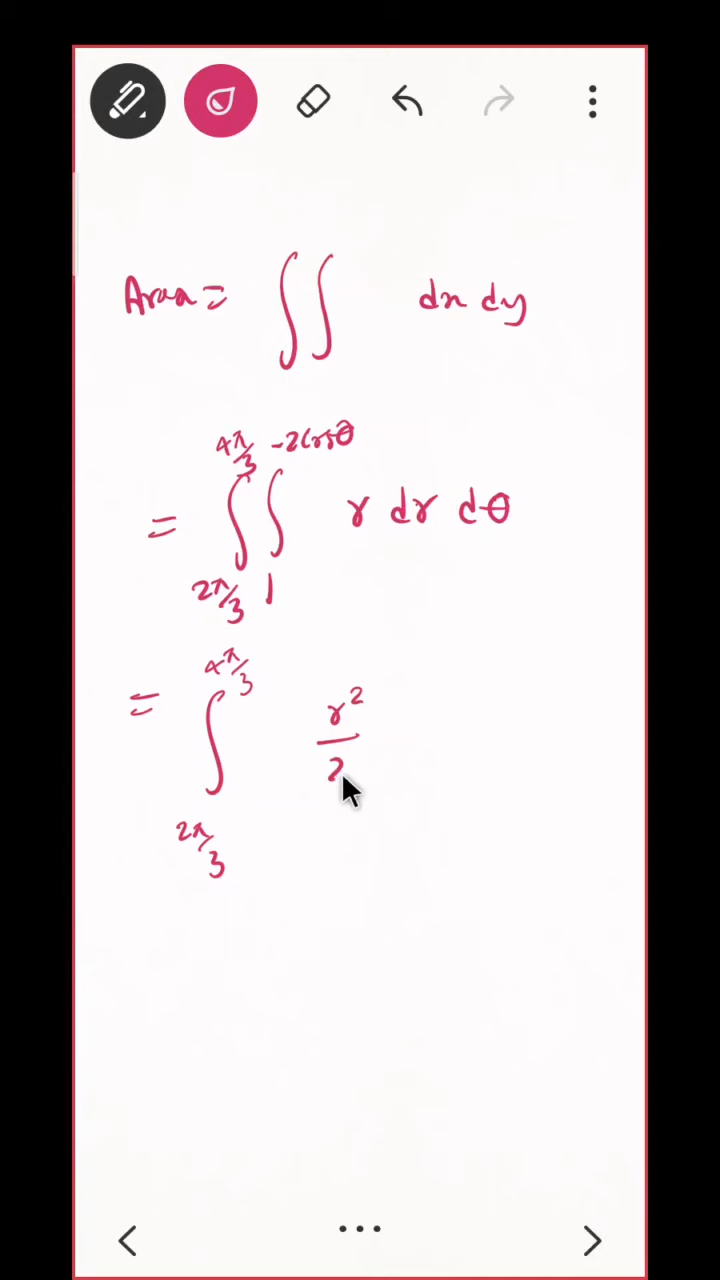 Area = ∫∫ dx dy
= ∫_{2π/3}^{4π/3} ∫_{1}^{-2Cosθ} r dr dθ
= ∫_{2π/3}^{4π/3} r²/2